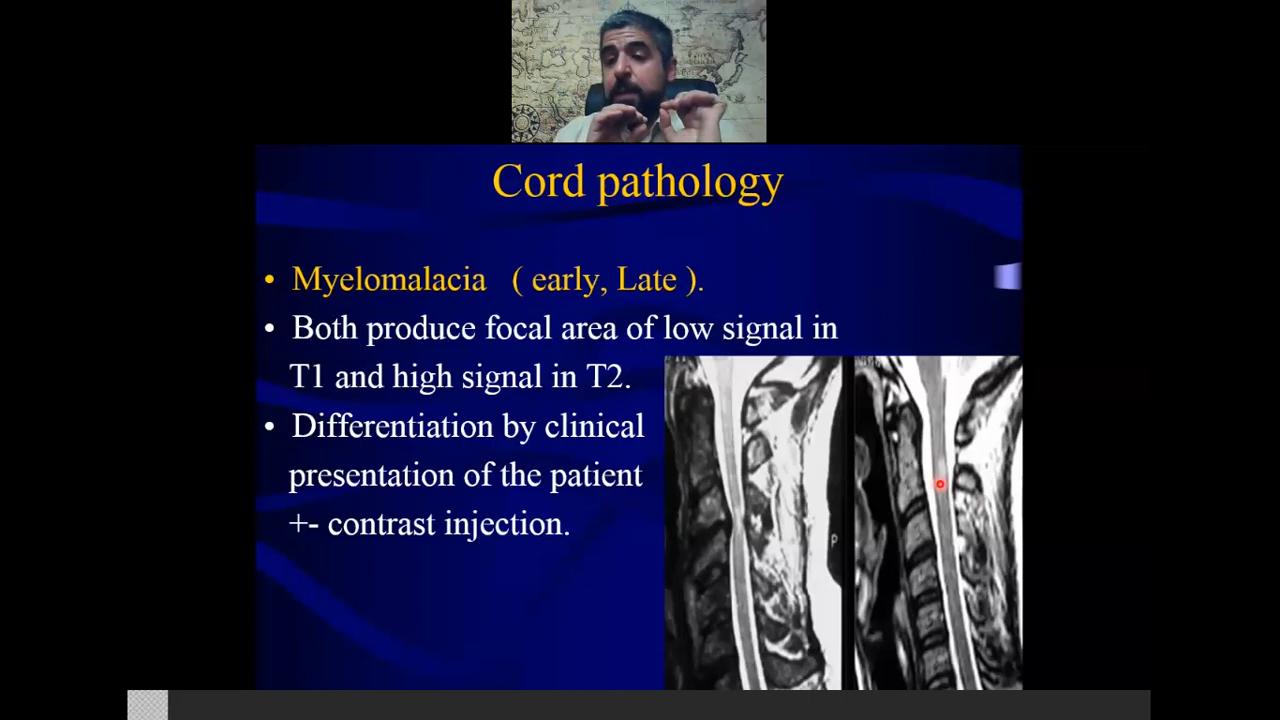 Cord pathology
• Myelomalacia ( early, Late ).
• Both produce focal area of low signal in
T1 and high signal in T2.
• Differentiation by clinical
presentation of the patient
+- contrast injection.
P